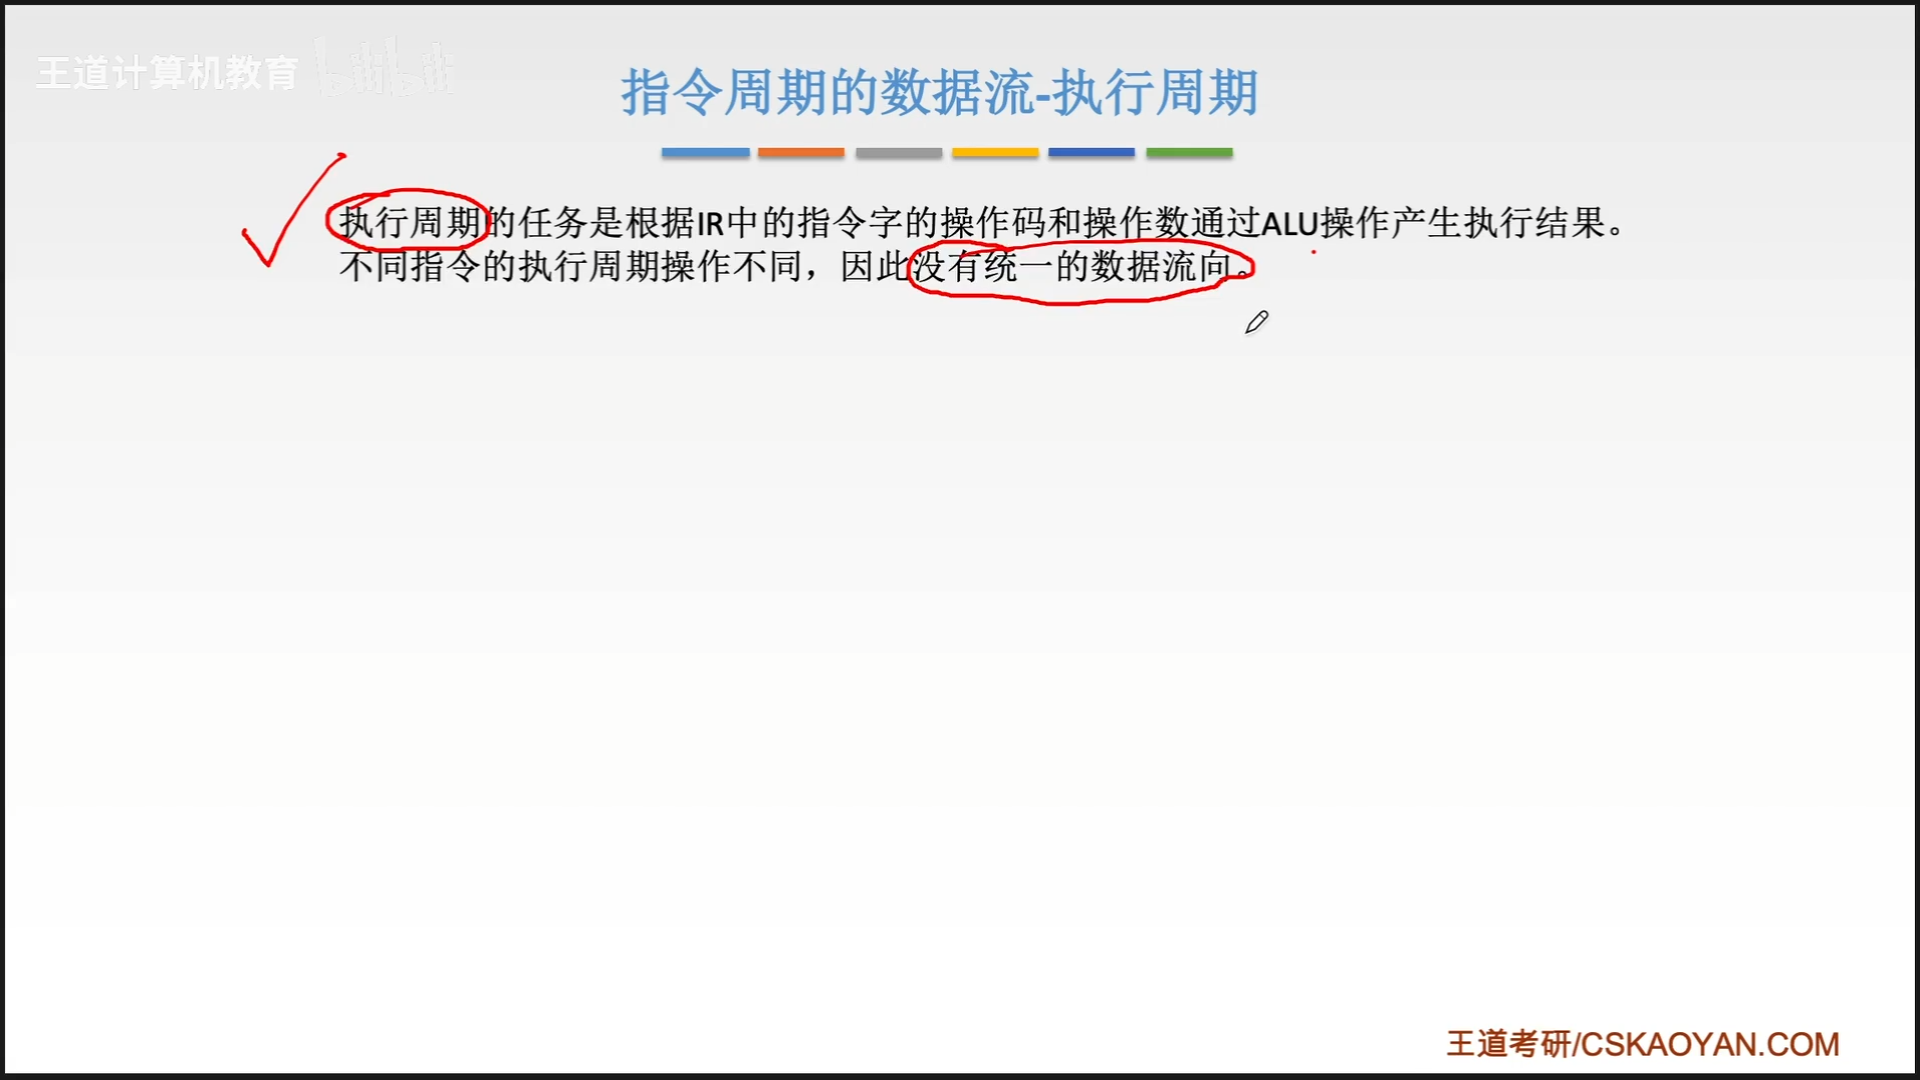 王道计算机教育 bilibili
指令周期的数据流-执行周期
执行周期的任务是根据IR中的指令字的操作码和操作数通过ALU操作产生执行结果。
不同指令的执行周期操作不同，因此没有统一的数据流向。
王道考研/CSKAOYAN.COM